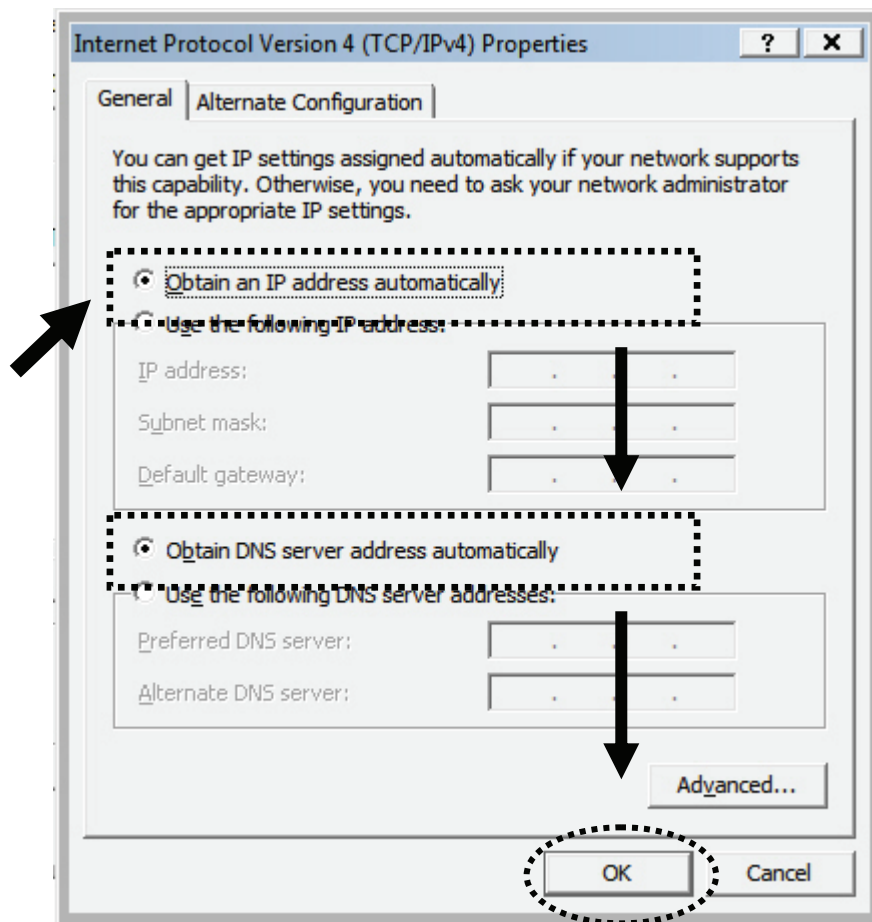 Internet Protocol Version 4 (TCP/IPv4) Properties
? X
General Alternate Configuration
You can get IP settings assigned automatically if your network supports
this capability. Otherwise, you need to ask your network administrator
for the appropriate IP settings.
Obtain an IP address automatically
Use the following IP address:
IP address:
Subnet mask:
Default gateway:
Obtain DNS server address automatically
Use the following DNS server addresses:
Preferred DNS server:
Alternate DNS server:
Advanced...
OK Cancel